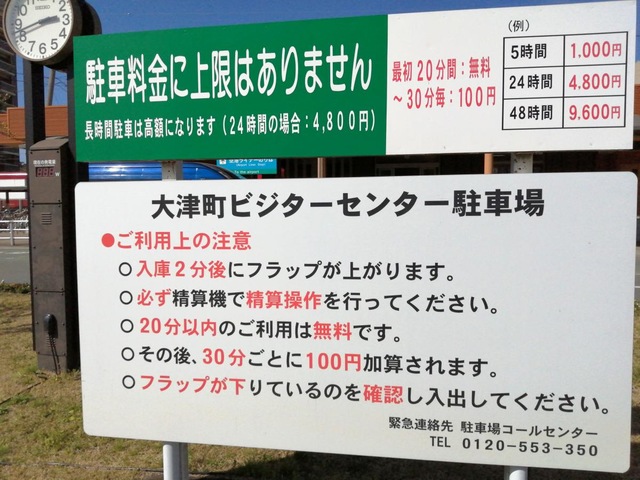 駐車料金に上限はありません
長時間駐車は高額になります（24時間の場合：4,800円）
最初20分間：無料
～30分毎：100円
（例）
5時間 1.000円
24時間 4.800円
48時間 9.600円
大津町ビジターセンター駐車場
●ご利用上の注意
○入庫2分後にフラップが上がります。
○必ず精算機で精算操作を行ってください。
○20分以内のご利用は無料です。
○その後、30分ごとに100円加算されます。
○フラップが下りているのを確認し入出してください。
緊急連絡先 駐車場コールセンター
TEL 0120-553-350